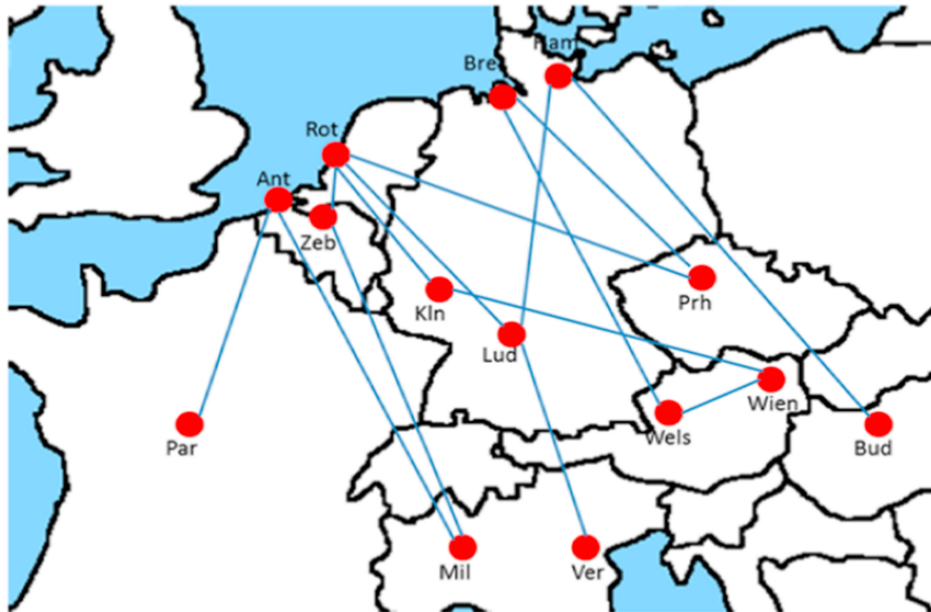 Ham
Bre
Rot
Ant
Zeb
Kln
Prh
Lud
Wien
Par
Wels
Bud
Mil
Ver